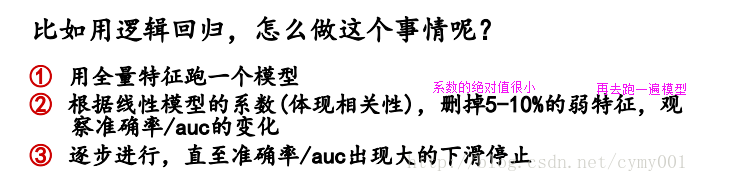 比如用逻辑回归，怎么做这个事情呢？
① 用全量特征跑一个模型
系数的绝对值很小 再去跑一遍模型
② 根据线性模型的系数(体现相关性)，删掉5-10%的弱特征，观
察准确率/auc的变化
③ 逐步进行，直至准确率/auc出现大的下滑停止
http://blog.csdn.net/cymy001